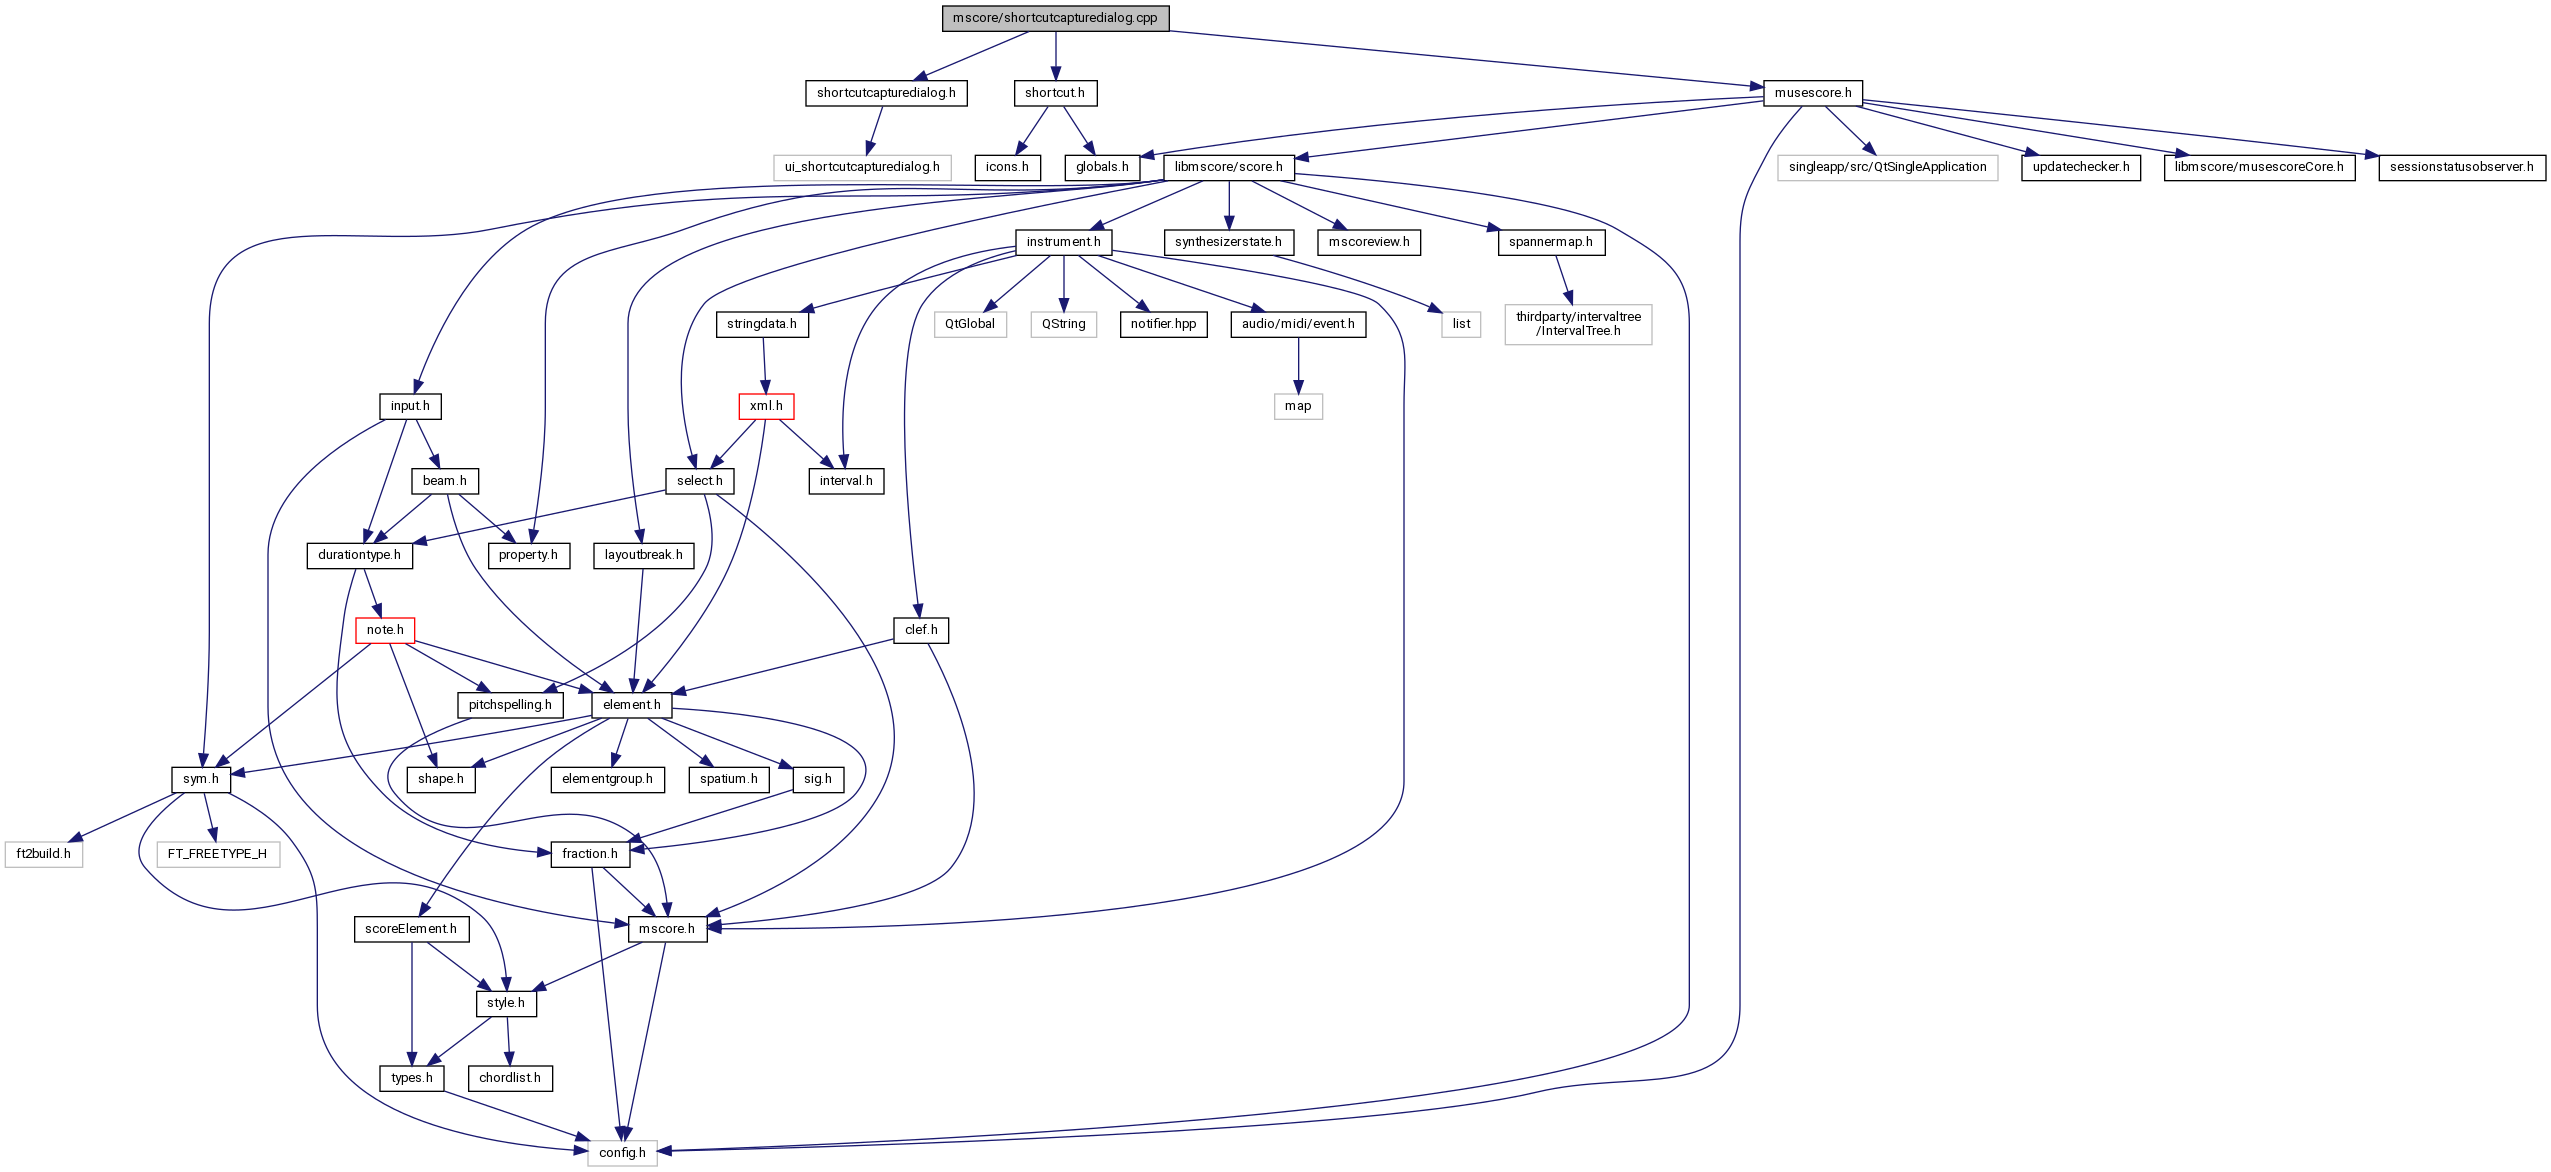 mscore/shortcutcapturedialog.cpp
shortcutcapturedialog.h
shortcut.h
musescore.h
ui_shortcutcapturedialog.h
icons.h
globals.h
libmscore/score.h
singleapp/src/QtSingleApplication
updatechecker.h
libmscore/musescoreCore.h
sessionstatusobserver.h
instrument.h
synthesizerstate.h
mscoreview.h
spannermap.h
stringdata.h
QtGlobal
QString
notifier.hpp
audio/midi/event.h
list
thirdparty/intervaltree
/IntervalTree.h
input.h
xml.h
map
beam.h
select.h
interval.h
durationtype.h
property.h
layoutbreak.h
note.h
clef.h
pitchspelling.h
element.h
sym.h
shape.h
elementgroup.h
spatium.h
sig.h
ft2build.h
FT_FREETYPE_H
fraction.h
scoreElement.h
mscore.h
style.h
types.h
chordlist.h
config.h